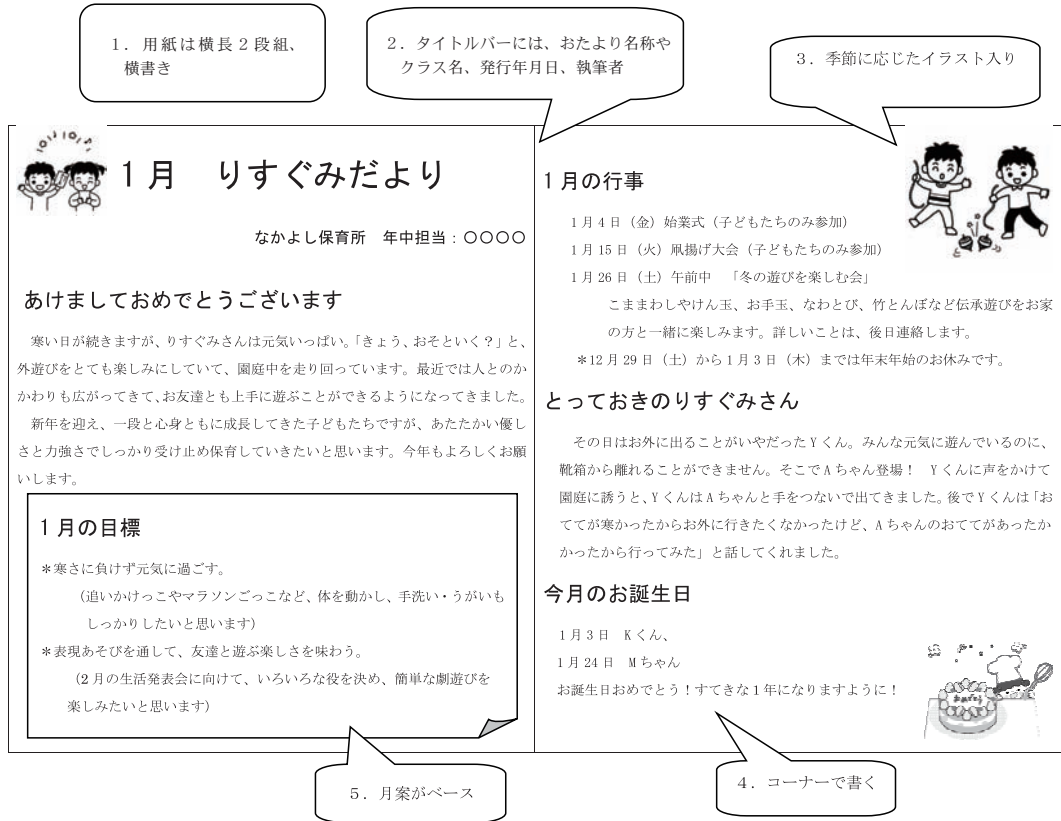 １．用紙は横長２段組、
横書き
２．タイトルバーには、おたより名称や
クラス名、発行年月日、執筆者
３．季節に応じたイラスト入り
１月　りすぐみだより
なかよし保育所　年中担当：〇〇〇〇
あけましておめでとうございます
寒い日が続きますが、りすぐみさんは元気いっぱい。「きょう、おそといく？」と、
外遊びをとても楽しみにしていて、園庭中を走り回っています。最近では人とのか
かわりも広がってきて、お友達とも上手に遊ぶことができるようになってきました。
新年を迎え、一段と心身ともに成長してきた子どもたちですが、あたたかい優し
さと力強さでしっかり受け止め保育していきたいと思います。今年もよろしくお願
いします。
１月の目標
＊寒さに負けず元気に過ごす。
（追いかけっこやマラソンごっこなど、体を動かし、手洗い・うがいも
しっかりしたいと思います）
＊表現あそびを通して、友達と遊ぶ楽しさを味わう。
（2月の生活発表会に向けて、いろいろな役を決め、簡単な劇遊びを
楽しみたいと思います）
１月の行事
1月4日（金）始業式（子どもたちのみ参加）
1月15日（火）凧揚げ大会（子どもたちのみ参加）
1月26日（土）午前中　「冬の遊びを楽しむ会」
こままわしやけん玉、お手玉、なわとび、竹とんぼなど伝承遊びをお家
の方と一緒に楽しみます。詳しいことは、後日連絡します。
＊12月29日（土）から1月3日（木）までは年末年始のお休みです。
とっておきのりすぐみさん
その日はお外に出ることがいやだったYくん。みんな元気に遊んでいるのに、
靴箱から離れることができません。そこでAちゃん登場！　Yくんに声をかけて
園庭に誘うと、YくんはAちゃんと手をつないで出てきました。後でYくんは「お
ててが寒かったからお外に行きたくなかったけど、Aちゃんのおててがあったか
かったから行ってみた」と話してくれました。
今月のお誕生日
1月3日　Kくん、
1月24日　Mちゃん
お誕生日おめでとう！すてきな1年になりますように！
５．月案がベース
４．コーナーで書く